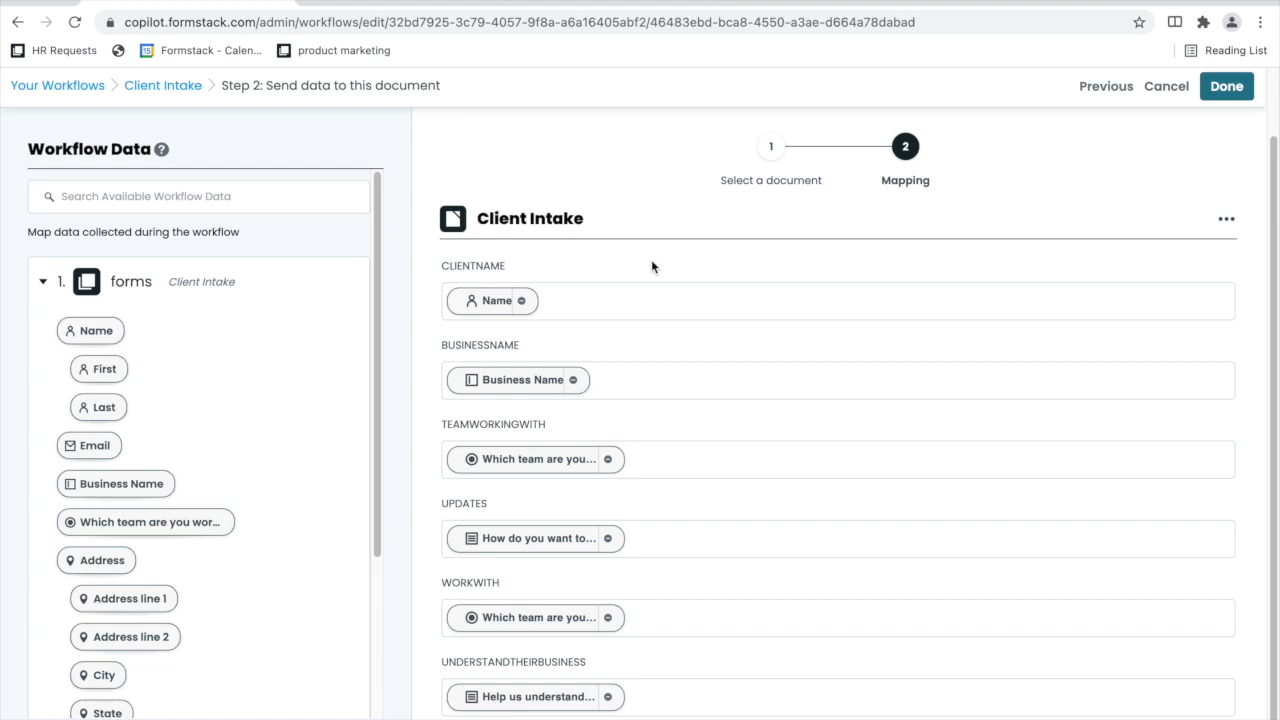 copilot.formstack.com/admin/workflows/edit/32bd7925-3c79-4057-9f8a-a6a16405abf2/46483ebd-bca8-4550-a3ae-d664a78dabad
HR Requests 15 Formstack - Calen... product marketing Reading List
Your Workflows Client Intake Step 2: Send data to this document Previous Cancel Done
Workflow Data ?
Search Available Workflow Data
Map data collected during the workflow
1. forms Client Intake
Name
First
Last
Email
Business Name
Which team are you wor...
Address
Address line 1
Address line 2
City
State
1 2
Select a document Mapping
Client Intake
CLIENTNAME
Name
BUSINESSNAME
Business Name
TEAMWORKINGWITH
Which team are you...
UPDATES
How do you want to...
WORKWITH
Which team are you...
UNDERSTANDTHEIRBUSINESS
Help us understand...